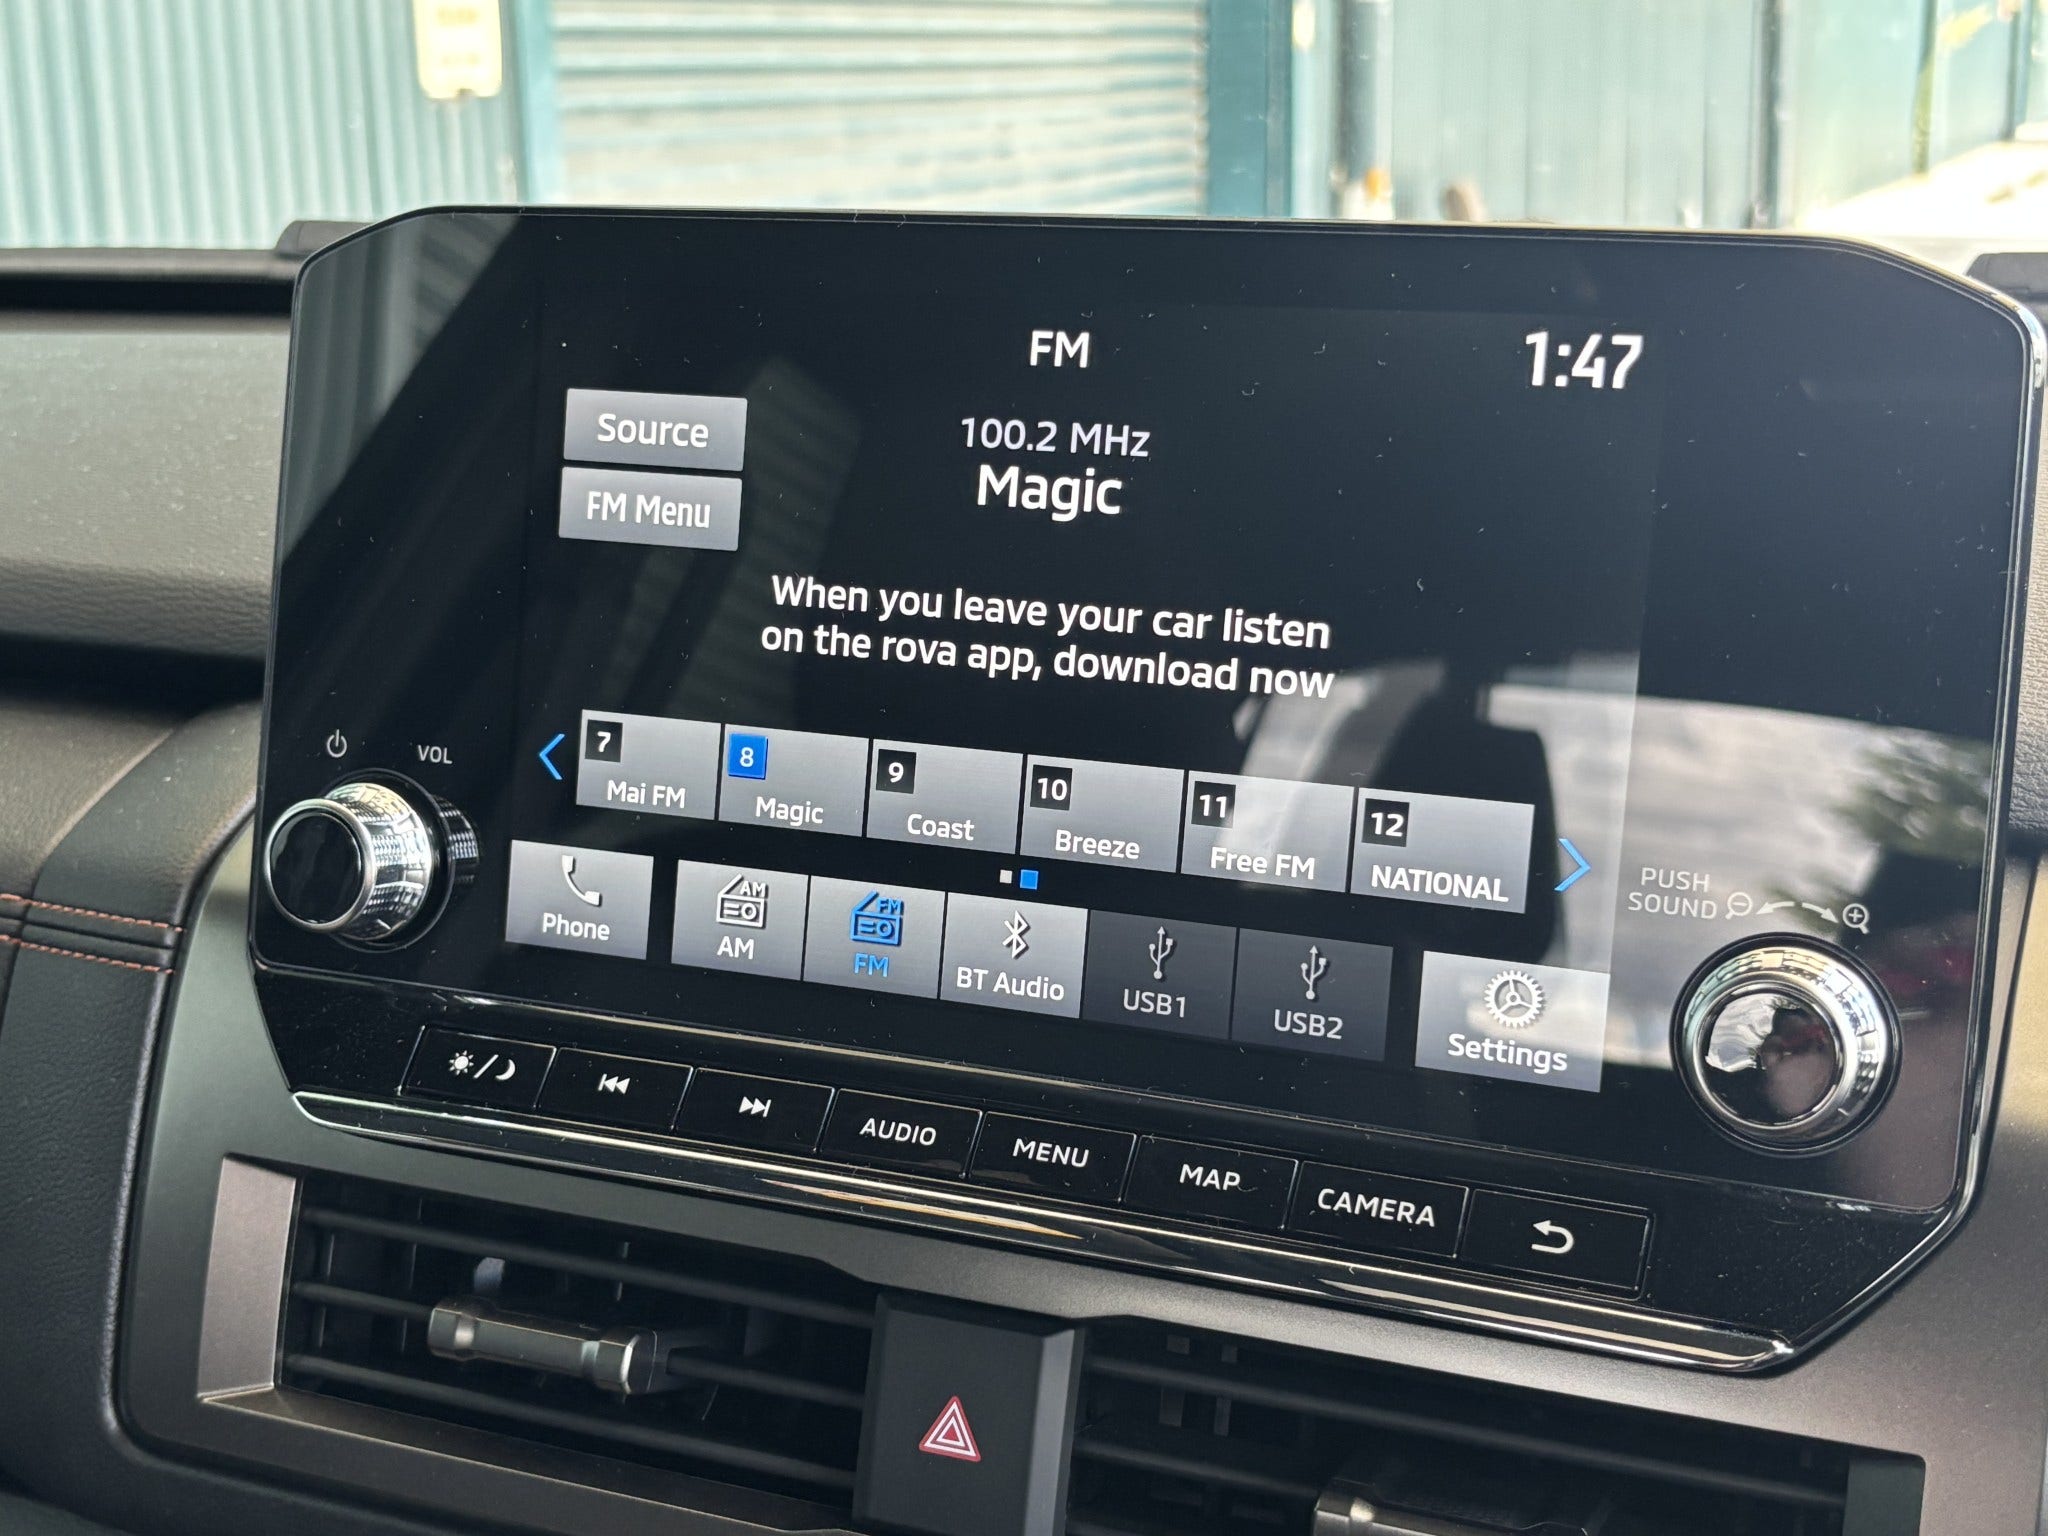 FM
1:47
Source
100.2 MHz
Magic
FM Menu
When you leave your car listen
on the rova app, download now
7
Mai FM
8
Magic
9
Coast
10
Breeze
11
Free FM
12
NATIONAL
VOL
PUSH
SOUND
Phone
AM
AM
FM
FM
BT Audio
USB1
USB2
Settings
AUDIO
MENU
MAP
CAMERA